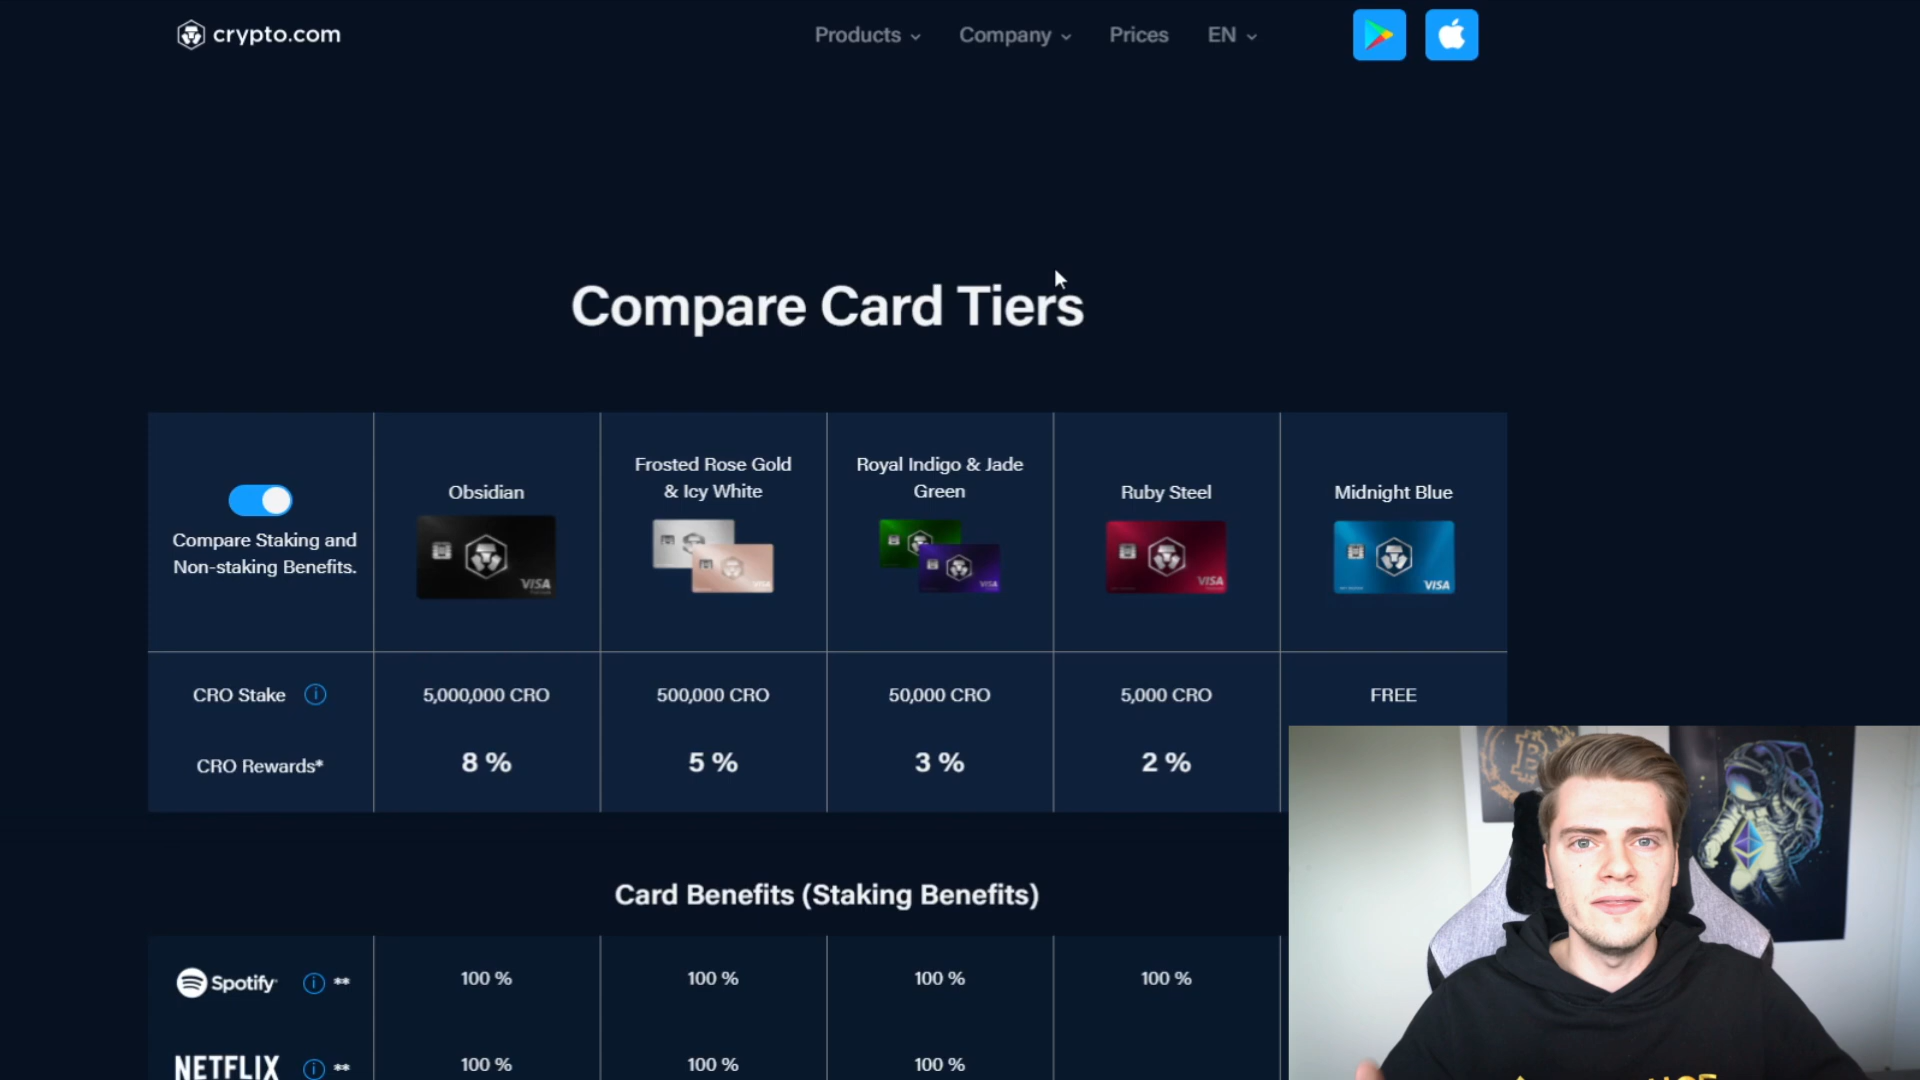 crypto.com
Products
Company
Prices
EN
Compare Card Tiers
Compare Staking and
Non-staking Benefits.
Obsidian
VISA
Frosted Rose Gold
& Icy White
VISA
Royal Indigo & Jade
Green
VISA
Ruby Steel
VISA
Midnight Blue
VISA
CRO Stake
5,000,000 CRO
500,000 CRO
50,000 CRO
5,000 CRO
FREE
CRO Rewards*
8 %
5 %
3 %
2 %
Card Benefits (Staking Benefits)
Spotify
**
100 %
100 %
100 %
100 %
NETFLIX
**
100 %
100 %
100 %